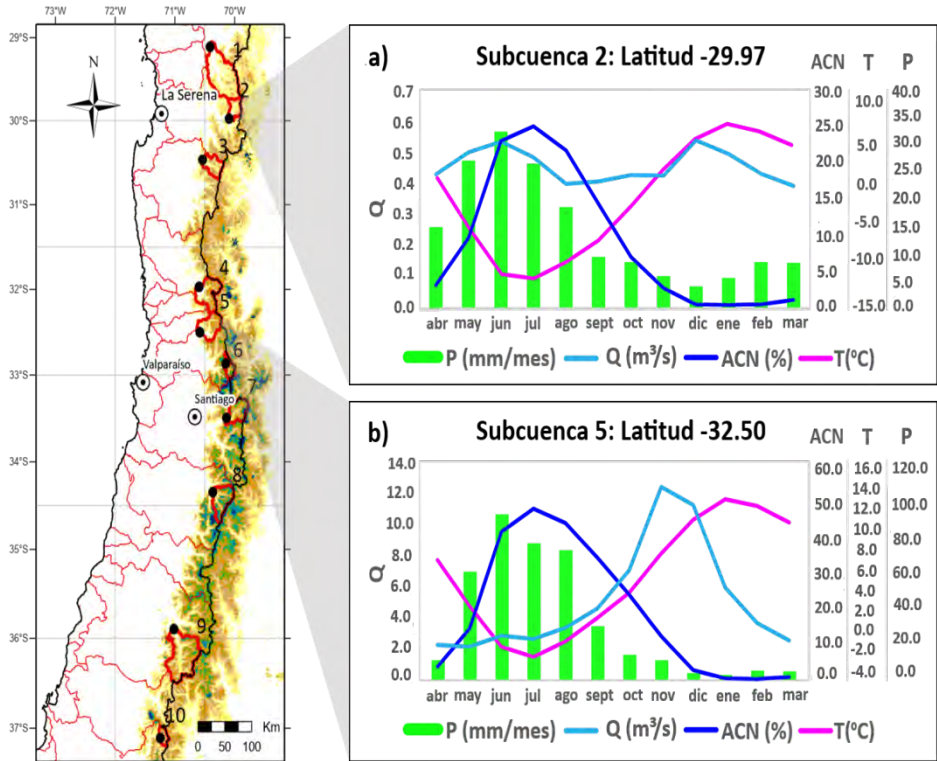 73°W 72°W 71°W 70°W
29°S
30°S
31°S
32°S
33°S
34°S
35°S
36°S
37°S
N
La Serena
Valparaíso
Santiago
1
2
3
4
5
6
7
8
9
10
Km
0 50 100
a) Subcuenca 2: Latitud -29.97
ACN T P
Q
0.7
0.6
0.5
0.4
0.3
0.2
0.1
0.0
30.0
25.0
20.0
15.0
10.0
5.0
0.0
10.0
5.0
0.0
-5.0
-10.0
-15.0
40.0
35.0
30.0
25.0
20.0
15.0
10.0
5.0
0.0
abr may jun jul ago sept oct nov dic ene feb mar
P (mm/mes) Q (m³/s) ACN (%) T(ºC)
b) Subcuenca 5: Latitud -32.50
ACN T P
Q
14.0
12.0
10.0
8.0
6.0
4.0
2.0
0.0
60.0
50.0
40.0
30.0
20.0
10.0
0.0
16.0
14.0
12.0
10.0
8.0
6.0
4.0
2.0
0.0
-2.0
-4.0
120.0
100.0
80.0
60.0
40.0
20.0
0.0
abr may jun jul ago sept oct nov dic ene feb mar
P (mm/mes) Q (m³/s) ACN (%) T(ºC)